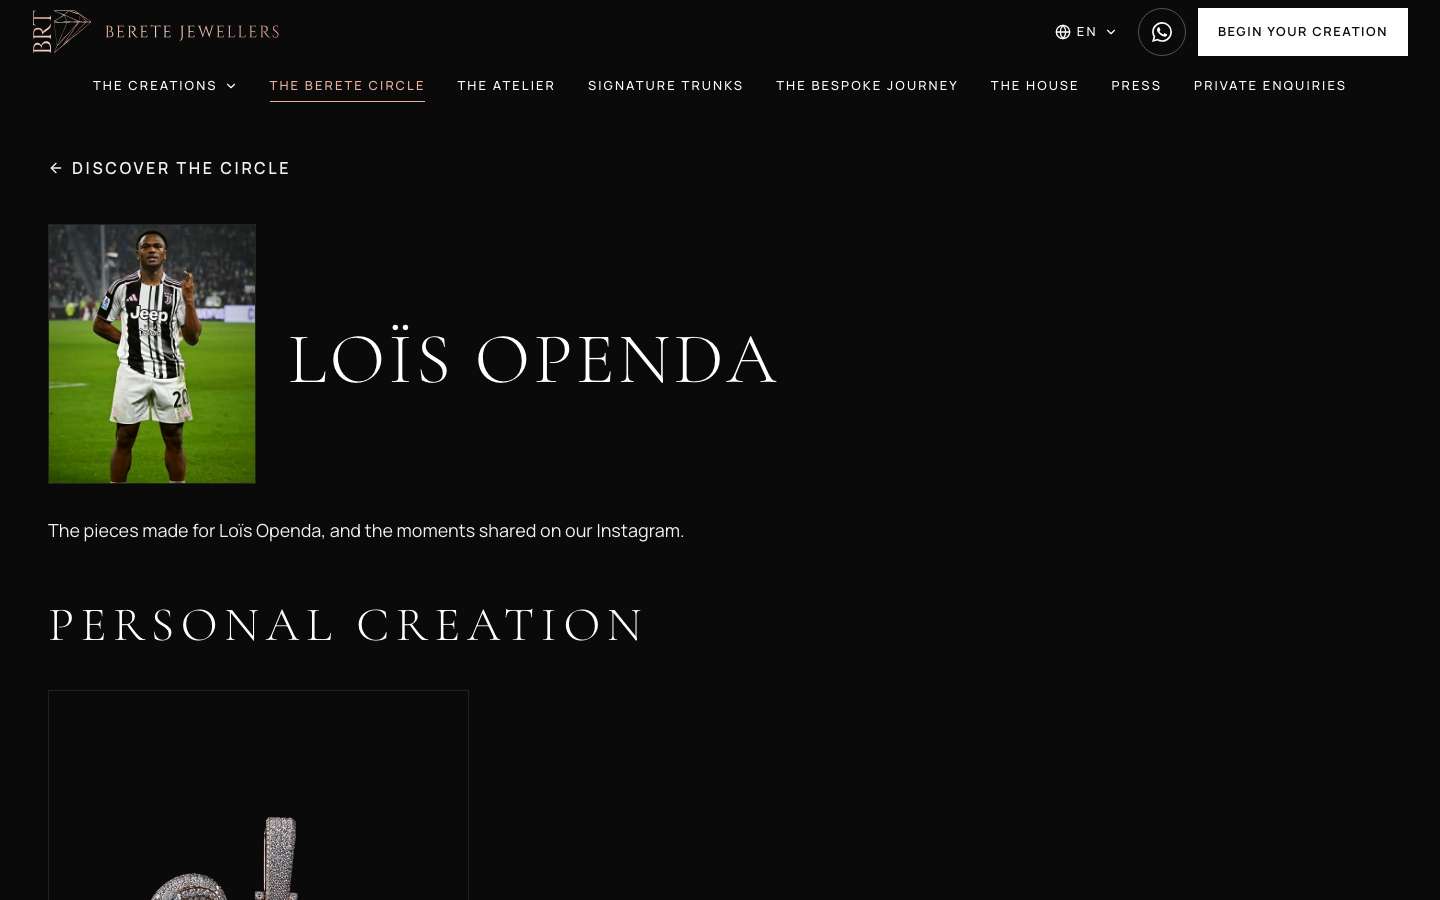 BRT
BERETE JEWELLERS
EN
BEGIN YOUR CREATION
THE CREATIONS
THE BERETE CIRCLE
THE ATELIER
SIGNATURE TRUNKS
THE BESPOKE JOURNEY
THE HOUSE
PRESS
PRIVATE ENQUIRIES
← DISCOVER THE CIRCLE
Jeep
20
LOÏS OPENDA
The pieces made for Loïs Openda, and the moments shared on our Instagram.
PERSONAL CREATION